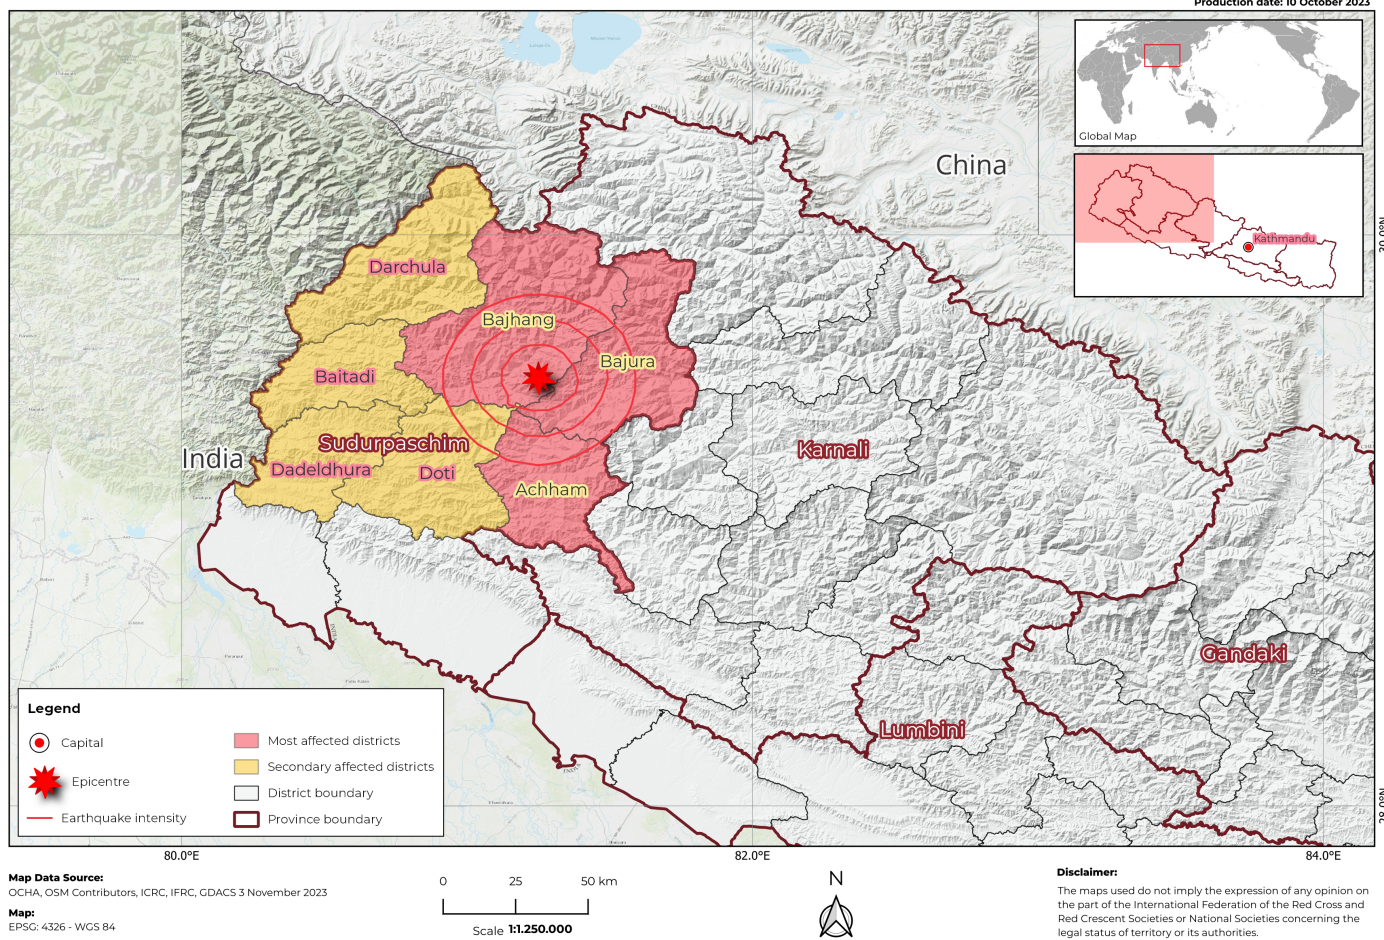 Production date: 10 October 2023
Global Map
China
Kathmandu
30.0°N
Darchula
Bajhang
Bajura
Baitadi
Sudurpaschim
India
Dadeldhura
Doti
Achham
Karnali
Gandaki
Lumbini
28.0°N
Legend
Capital
Epicentre
Earthquake intensity
Most affected districts
Secondary affected districts
District boundary
Province boundary
80.0°E
82.0°E
84.0°E
Map Data Source:
OCHA, OSM Contributors, ICRC, IFRC, GDACS 3 November 2023
Map:
EPSG: 4326 - WGS 84
0 25 50 km
Scale 1:1.250.000
N
Disclaimer:
The maps used do not imply the expression of any opinion on
the part of the International Federation of the Red Cross and
Red Crescent Societies or National Societies concerning the
legal status of territory or its authorities.